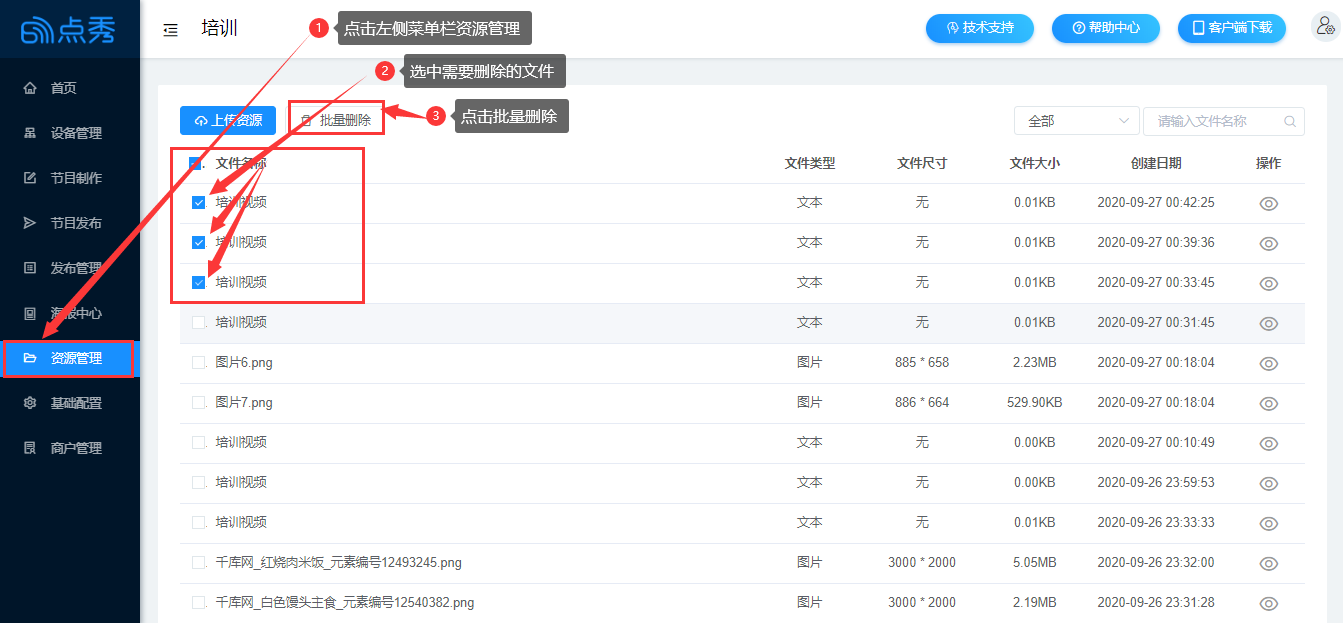 点秀
培训
1 点击左侧菜单栏资源管理
技术支持
帮助中心
客户端下载
2 选中需要删除的文件
3 点击批量删除
首页
设备管理
节目制作
节目发布
发布管理
海报中心
资源管理
基础配置
商户管理
上传资源
批量删除
全部
请输入文件名称
文件名称 文件类型 文件尺寸 文件大小 创建日期 操作
培训视频 文本 无 0.01KB 2020-09-27 00:42:25
培训视频 文本 无 0.01KB 2020-09-27 00:39:36
培训视频 文本 无 0.01KB 2020-09-27 00:33:45
培训视频 文本 无 0.01KB 2020-09-27 00:31:45
图片6.png 图片 885 * 658 2.23MB 2020-09-27 00:18:04
图片7.png 图片 886 * 664 529.90KB 2020-09-27 00:18:04
培训视频 文本 无 0.00KB 2020-09-27 00:10:49
培训视频 文本 无 0.00KB 2020-09-26 23:59:53
培训视频 文本 无 0.01KB 2020-09-26 23:33:33
千库网_红烧肉米饭_元素编号12493245.png 图片 3000 * 2000 5.05MB 2020-09-26 23:32:00
千库网_白色馒头主食_元素编号12540382.png 图片 3000 * 2000 2.19MB 2020-09-26 23:31:28